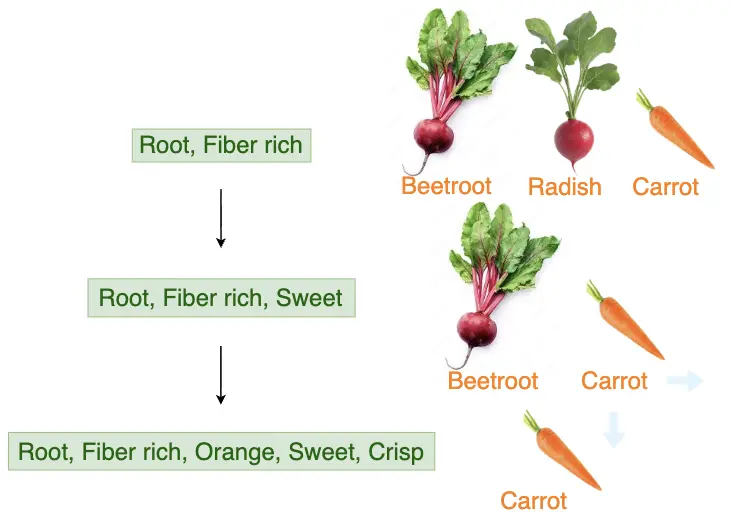 Root, Fiber rich
Beetroot Radish Carrot
Root, Fiber rich, Sweet
Beetroot Carrot
Root, Fiber rich, Orange, Sweet, Crisp
Carrot